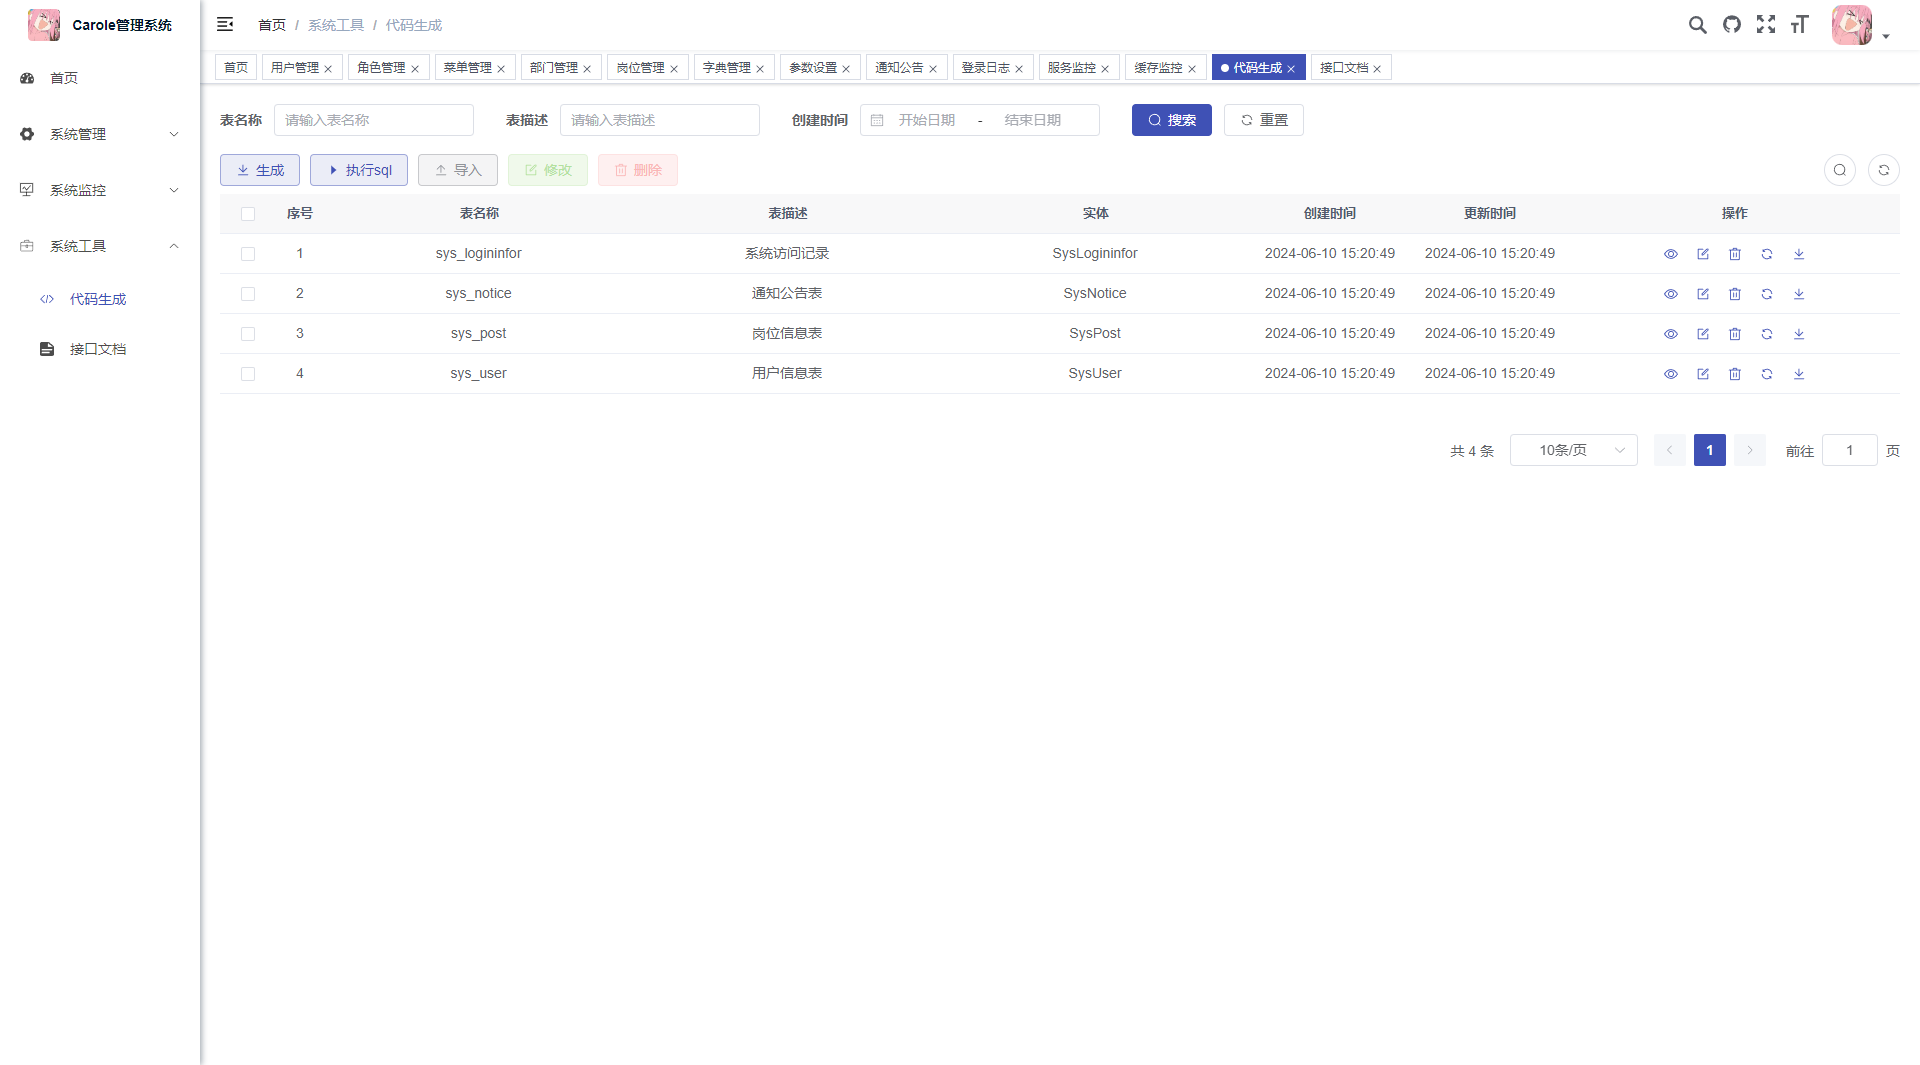 Carole管理系统
首页
系统管理
系统监控
系统工具
代码生成
接口文档
首页 / 系统工具 / 代码生成
首页 用户管理 角色管理 菜单管理 部门管理 岗位管理 字典管理 参数设置 通知公告 登录日志 服务监控 缓存监控 代码生成 接口文档
表名称 请输入表名称 表描述 请输入表描述 创建时间 开始日期 - 结束日期 搜索 重置
生成 执行sql 导入 修改 删除
序号 表名称 表描述 实体 创建时间 更新时间 操作
1 sys_logininfor 系统访问记录 SysLogininfor 2024-06-10 15:20:49 2024-06-10 15:20:49
2 sys_notice 通知公告表 SysNotice 2024-06-10 15:20:49 2024-06-10 15:20:49
3 sys_post 岗位信息表 SysPost 2024-06-10 15:20:49 2024-06-10 15:20:49
4 sys_user 用户信息表 SysUser 2024-06-10 15:20:49 2024-06-10 15:20:49
共 4 条 10条/页 1 前往 1 页